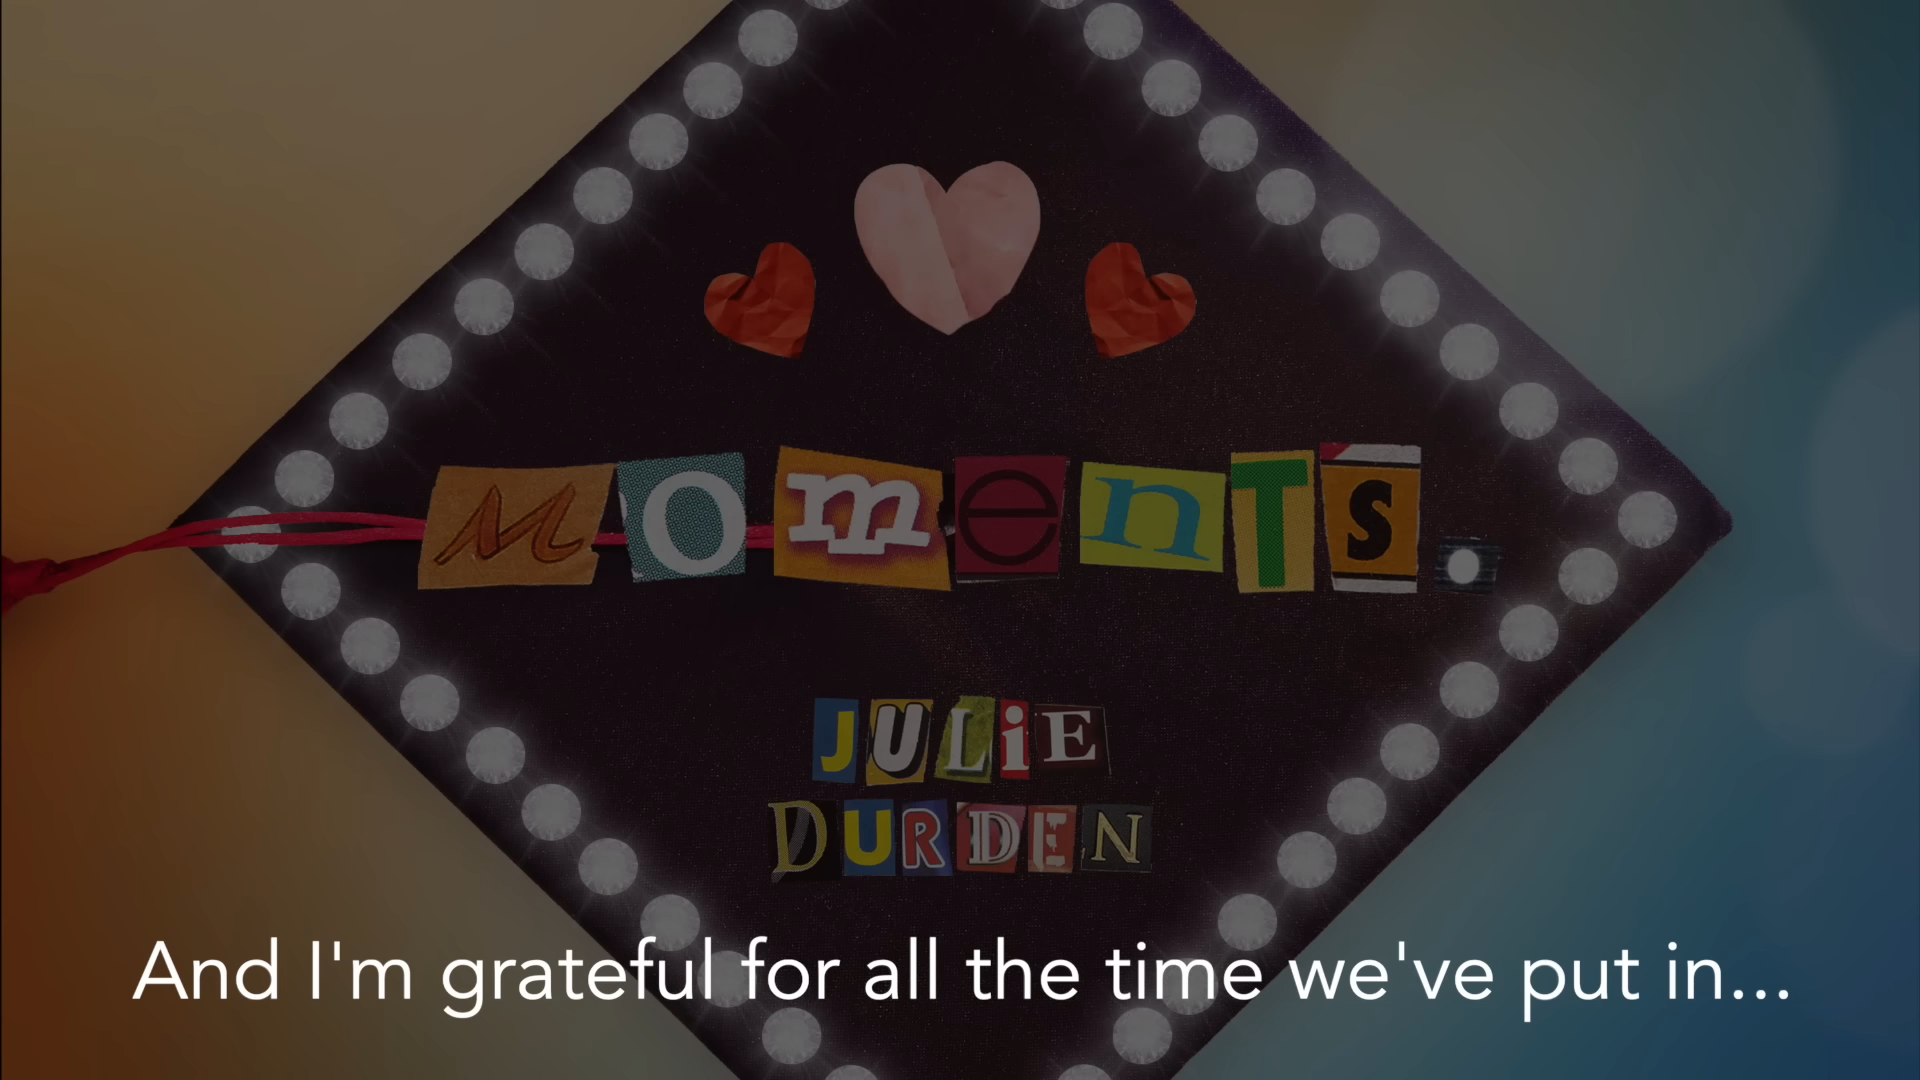 MOmenTs.
JULiE
DURDEN
And I'm grateful for all the time we've put in...